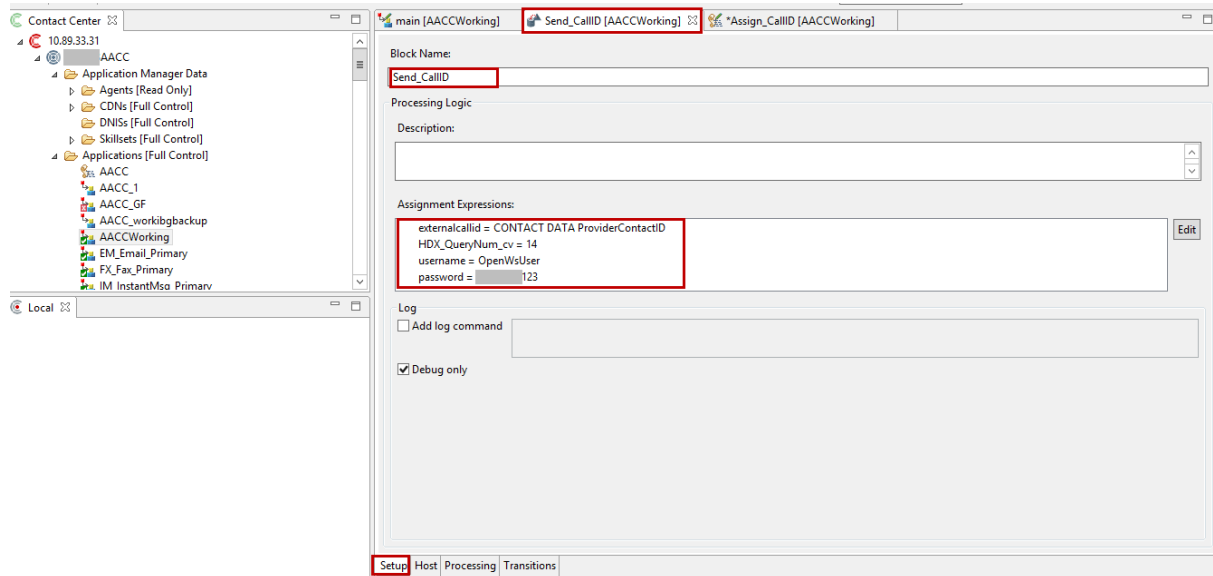 Contact Center
10.89.33.31
AACC
Application Manager Data
Agents [Read Only]
CDNs [Full Control]
DNISs [Full Control]
Skillsets [Full Control]
Applications [Full Control]
AACC
AACC_1
AACC_GF
AACC_workibgbackup
AACCWorking
EM_Email_Primary
FX_Fax_Primary
IM_InstantMsg_Primary
Local
main [AACCWorking]
Send_CallID [AACCWorking]
*Assign_CallID [AACCWorking]
Block Name:
Send_CallID
Processing Logic
Description:
Assignment Expressions:
externalcallid = CONTACT DATA ProviderContactID
HDX_QueryNum_cv = 14
username = OpenWsUser
password = 123
Edit
Log
Add log command
Debug only
Setup Host Processing Transitions